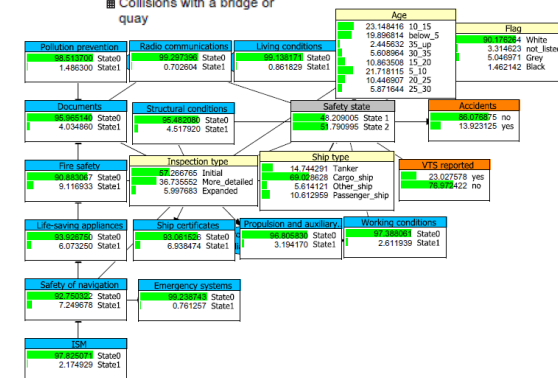 Collisions with a bridge or
quay
Age
23.148416 10_15
19.896814 below_5
2.445632 35_up
5.608964 30_35
10.863508 15_20
21.718115 5_10
10.446907 20_25
5.871644 25_30
Flag
90.176264 White
3.314623 not_liste
5.046971 Grey
1.462142 Black
Pollution prevention
98.513700 State0
1.486300 State1
Radio communications
99.297396 State0
0.702604 State1
Living conditions
99.138171 State0
0.861829 State1
Documents
95.965140 State0
4.034860 State1
Structural conditions
95.482080 State0
4.517920 State1
Safety state
48.209005 State 1
51.790995 State 2
Accidents
86.076875 no
13.923125 yes
Fire safety
90.883067 State0
9.116933 State1
Inspection type
57.266765 Initial
36.735552 More_detailed
5.997683 Expanded
Ship type
14.744291 Tanker
69.028628 Cargo_ship
5.614121 Other_ship
10.612959 Passenger_ship
VTS reported
23.027578 yes
76.972422 no
Life-saving appliances
93.926750 State0
6.073250 State1
Ship certificates
93.061526 State0
6.938474 State1
Propulsion and auxiliary
96.805830 State0
3.194170 State1
Working conditions
97.388061 State0
2.611939 State1
Safety of navigation
92.750322 State0
7.249678 State1
Emergency systems
99.238743 State0
0.761257 State1
ISM
97.825071 State0
2.174929 State1